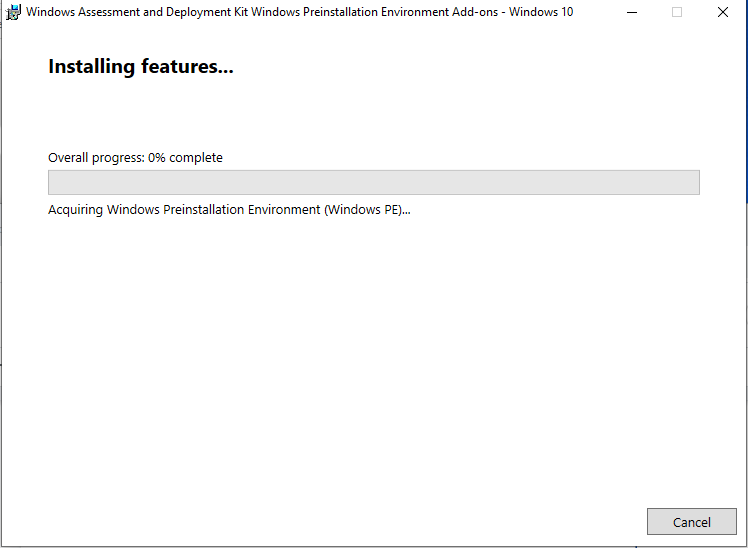 Windows Assessment and Deployment Kit Windows Preinstallation Environment Add-ons - Windows 10
Installing features...
Overall progress: 0% complete
Acquiring Windows Preinstallation Environment (Windows PE)...
Cancel